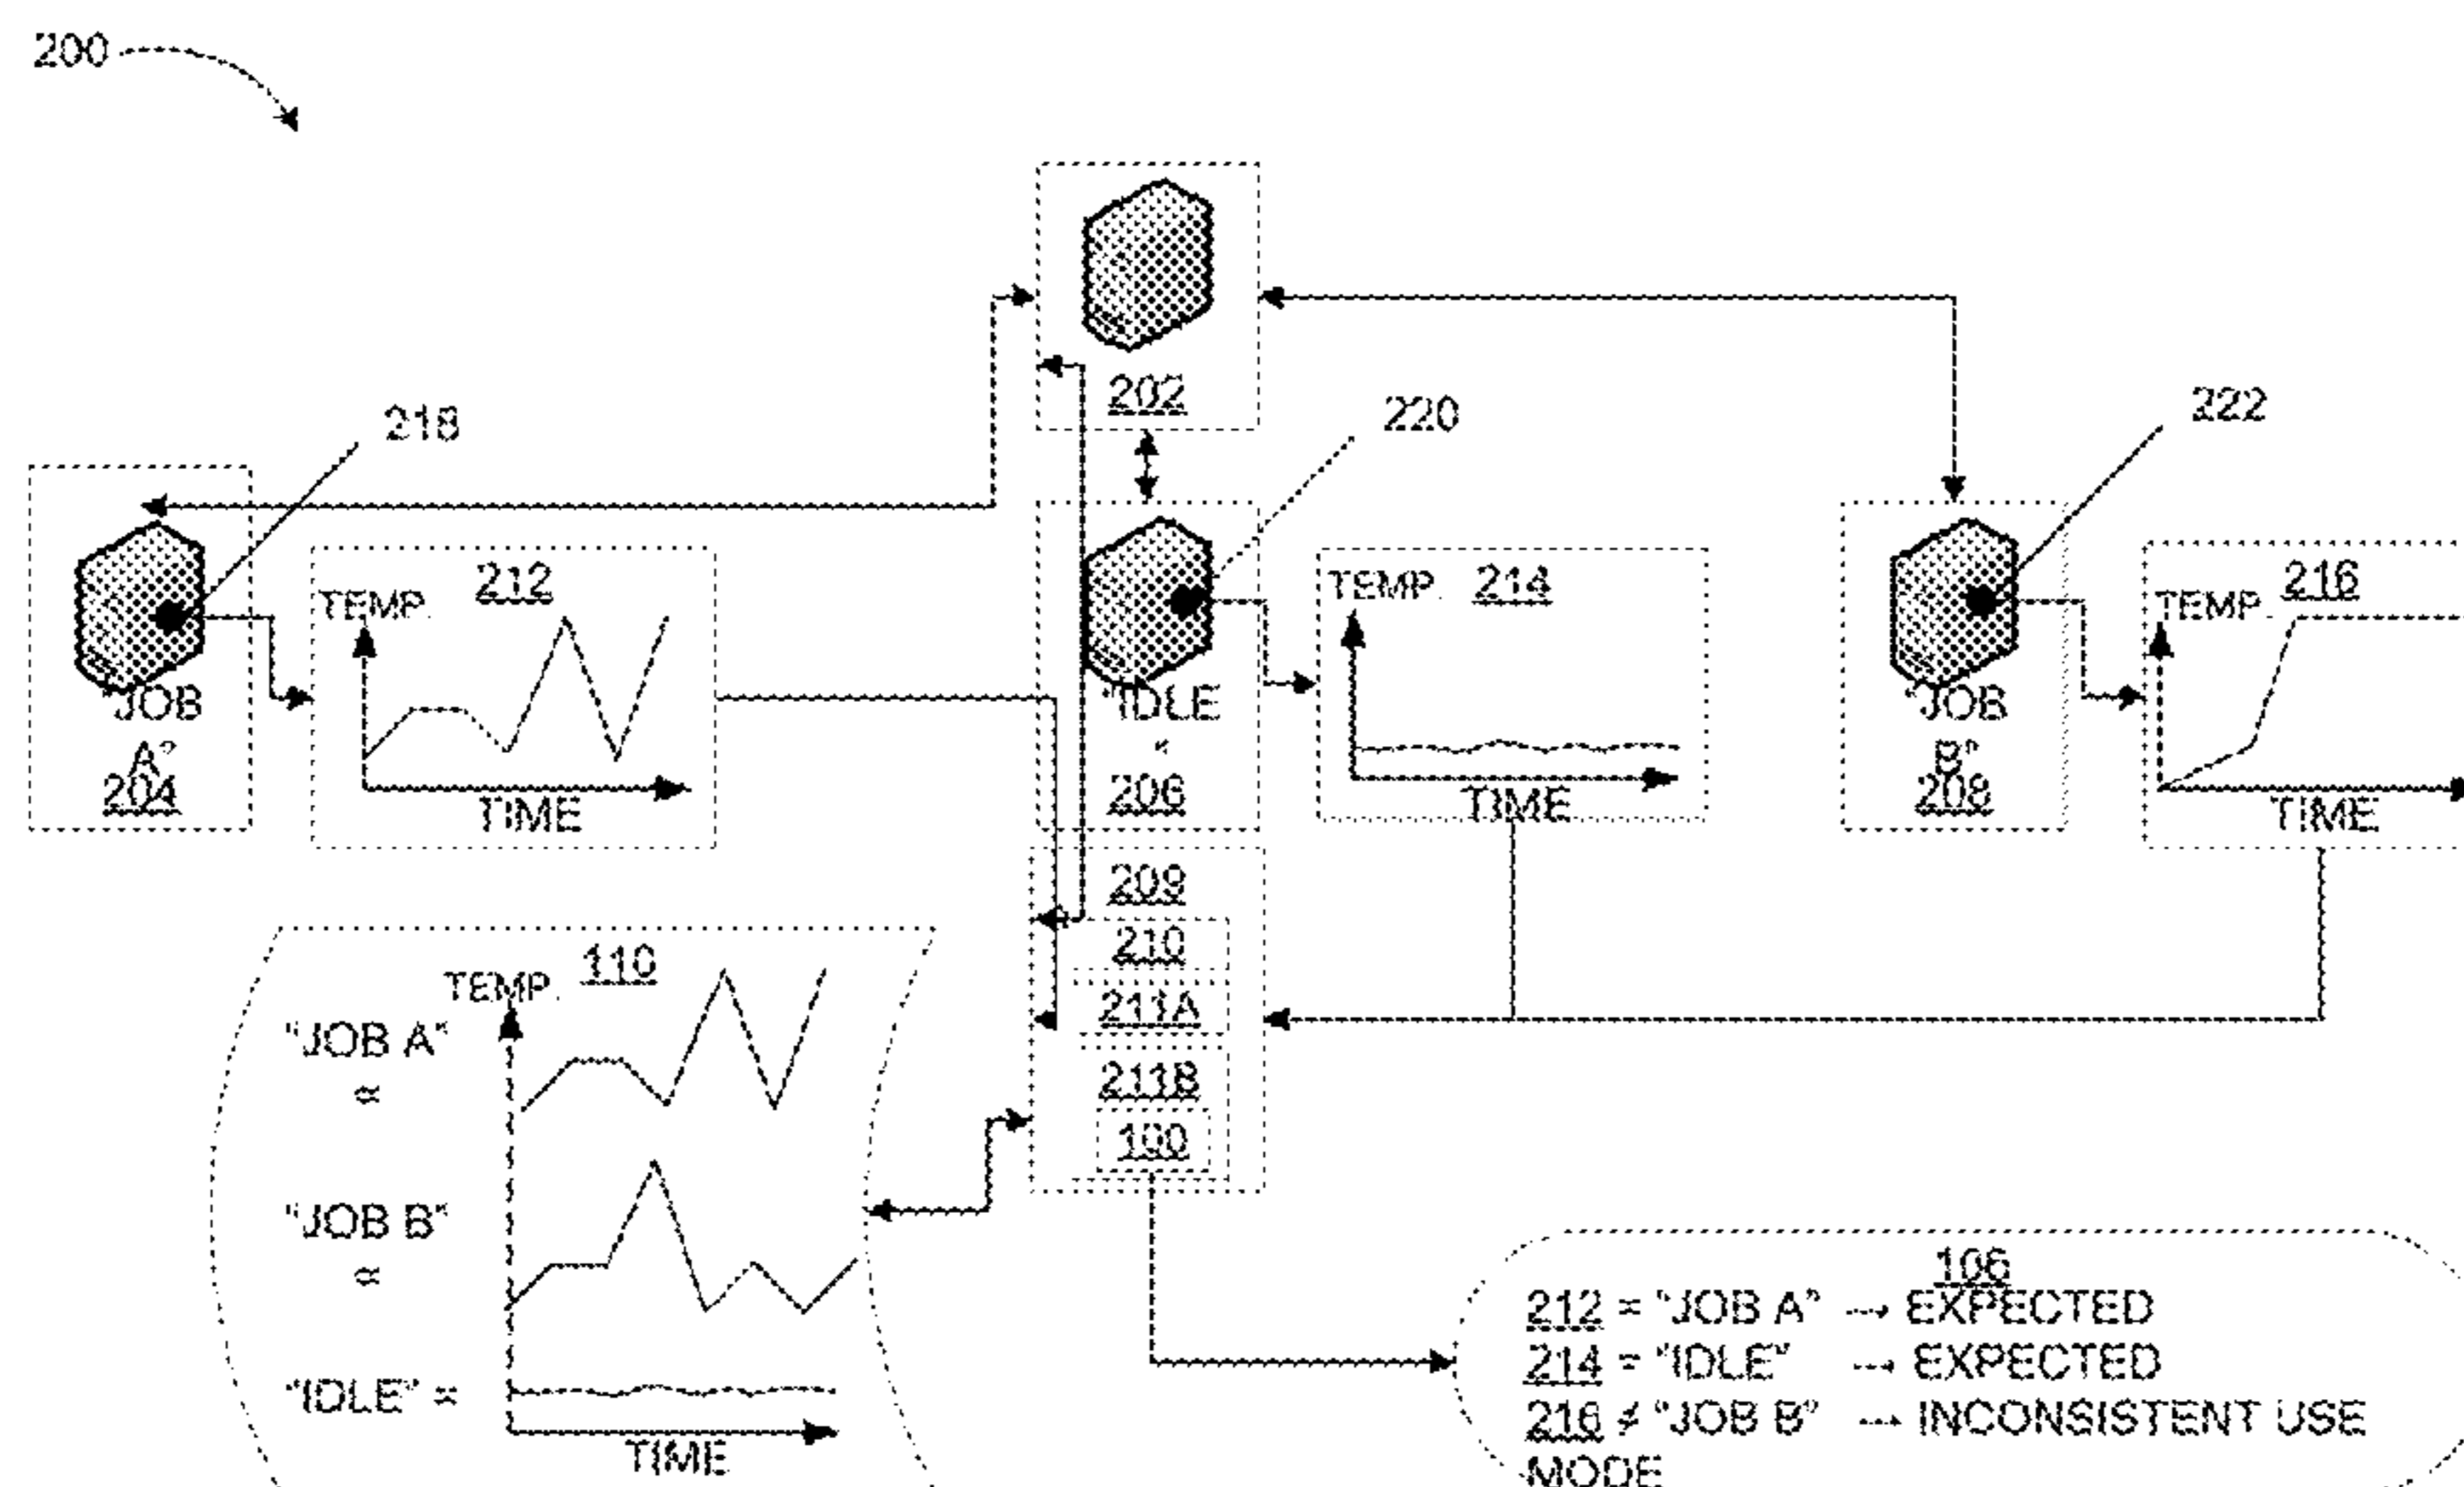 200
202
218
220
222
"JOB
A"
204
TEMP.
212
TIME
"IDLE
"
206
TEMP.
214
TIME
"JOB
B"
208
TEMP.
216
TIME
209
210
211A
211B
100
TEMP.
110
"JOB A"
≈
"JOB B"
≈
"IDLE" ≈
TIME
106
212 ≈ "JOB A" → EXPECTED
214 ≈ "IDLE" → EXPECTED
216 ≠ "JOB B" → INCONSISTENT USE
MODE